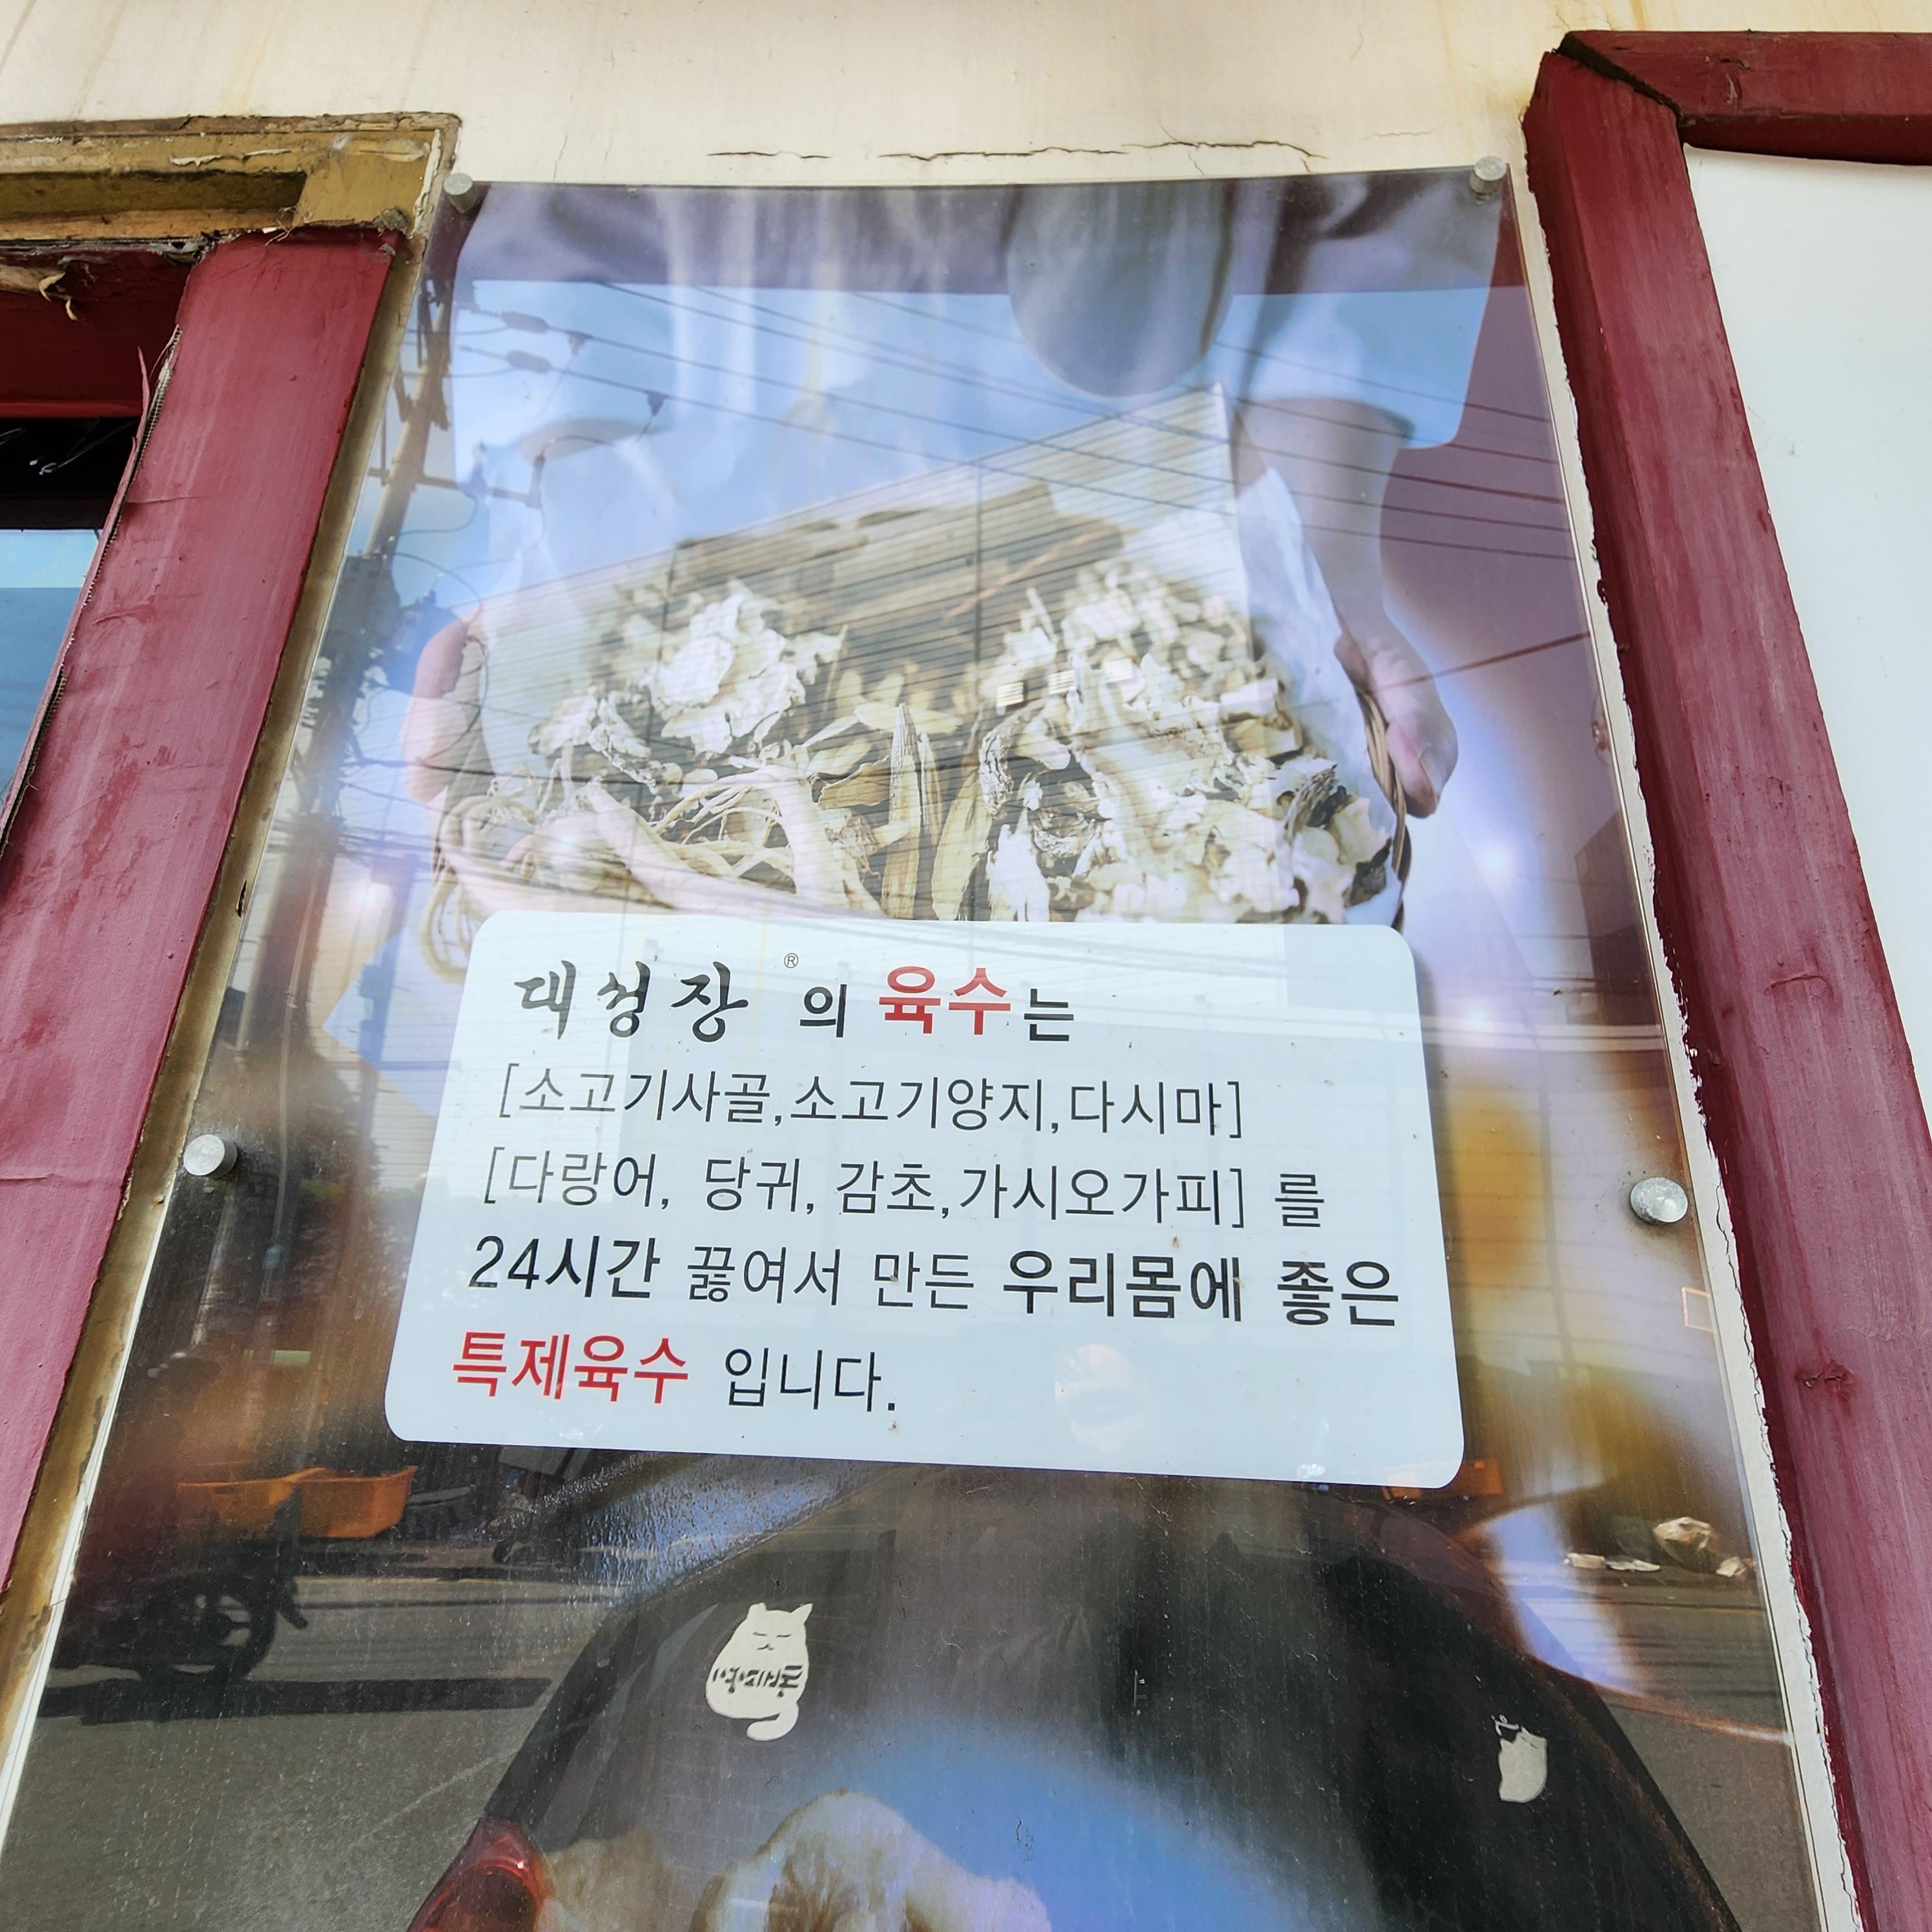 대성장® 의 육수는
[소고기사골,소고기양지,다시마]
[다랑어, 당귀, 감초,가시오가피] 를
24시간 끓여서 만든 우리몸에 좋은
특제육수 입니다.